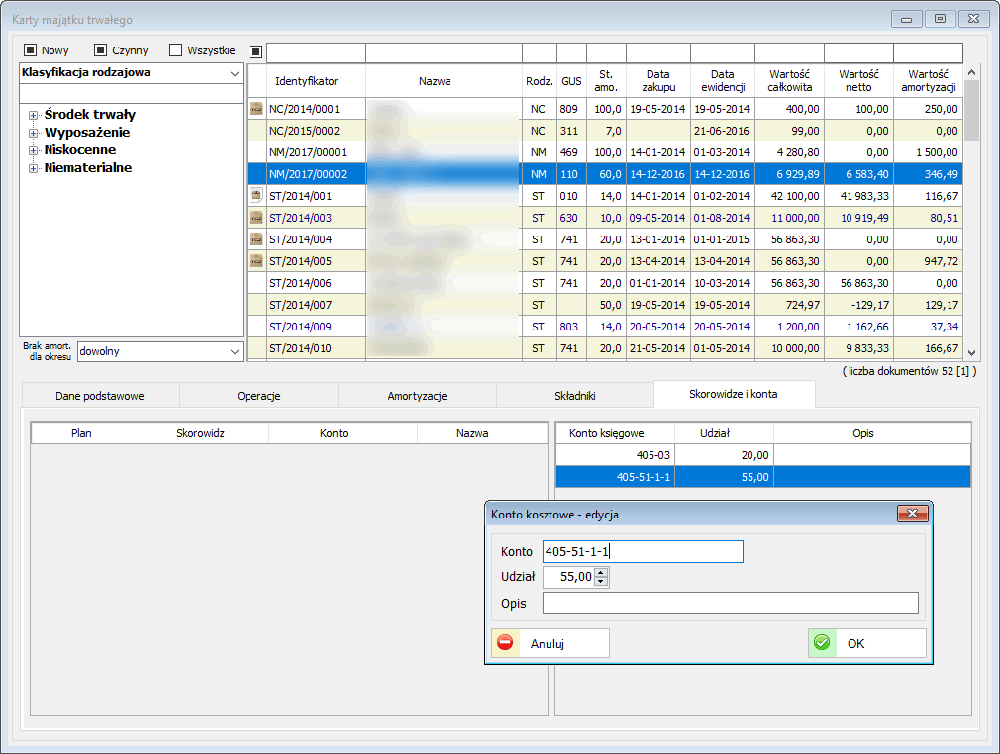 Karty majątku trwałego
Nowy Czynny Wszystkie
Klasyfikacja rodzajowa
Środek trwały
Wyposażenie
Niskocenne
Niematerialne
Brak amort. dla okresu
dowolny
Identyfikator Nazwa Rodz. GUS St. amo. Data zakupu Data ewidencji Wartość całkowita Wartość netto Wartość amortyzacji
NC/2014/0001 NC 809 100,0 19-05-2014 19-05-2014 400,00 100,00 250,00
NC/2015/0002 NC 311 7,0 21-06-2016 99,00 0,00 0,00
NM/2017/00001 NM 469 100,0 14-01-2014 01-03-2014 4 280,80 0,00 1 500,00
NM/2017/00002 NM 110 60,0 14-12-2016 14-12-2016 6 929,89 6 583,40 346,49
ST/2014/001 ST 010 14,0 14-01-2014 01-02-2014 42 100,00 41 983,33 116,67
ST/2014/003 ST 630 10,0 09-05-2014 01-08-2014 11 000,00 10 919,49 80,51
ST/2014/004 ST 741 20,0 13-01-2014 01-01-2015 56 863,30 0,00 0,00
ST/2014/005 ST 741 20,0 13-04-2014 13-04-2014 56 863,30 0,00 947,72
ST/2014/006 ST 741 20,0 01-01-2014 10-03-2014 56 863,30 56 863,30 0,00
ST/2014/007 ST 50,0 19-05-2014 19-05-2014 724,97 -129,17 129,17
ST/2014/009 ST 803 14,0 20-05-2014 20-05-2014 1 200,00 1 162,66 37,34
ST/2014/010 ST 741 20,0 21-05-2014 01-05-2014 10 000,00 9 833,33 166,67
( liczba dokumentów 52 [1] )
Dane podstawowe Operacje Amortyzacje Składniki Skorowidze i konta
Plan Skorowidz Konto Nazwa
Konto księgowe Udział Opis
405-03 20,00
405-51-1-1 55,00
Konto kosztowe - edycja
Konto 405-51-1-1
Udział 55,00
Opis
Anuluj OK